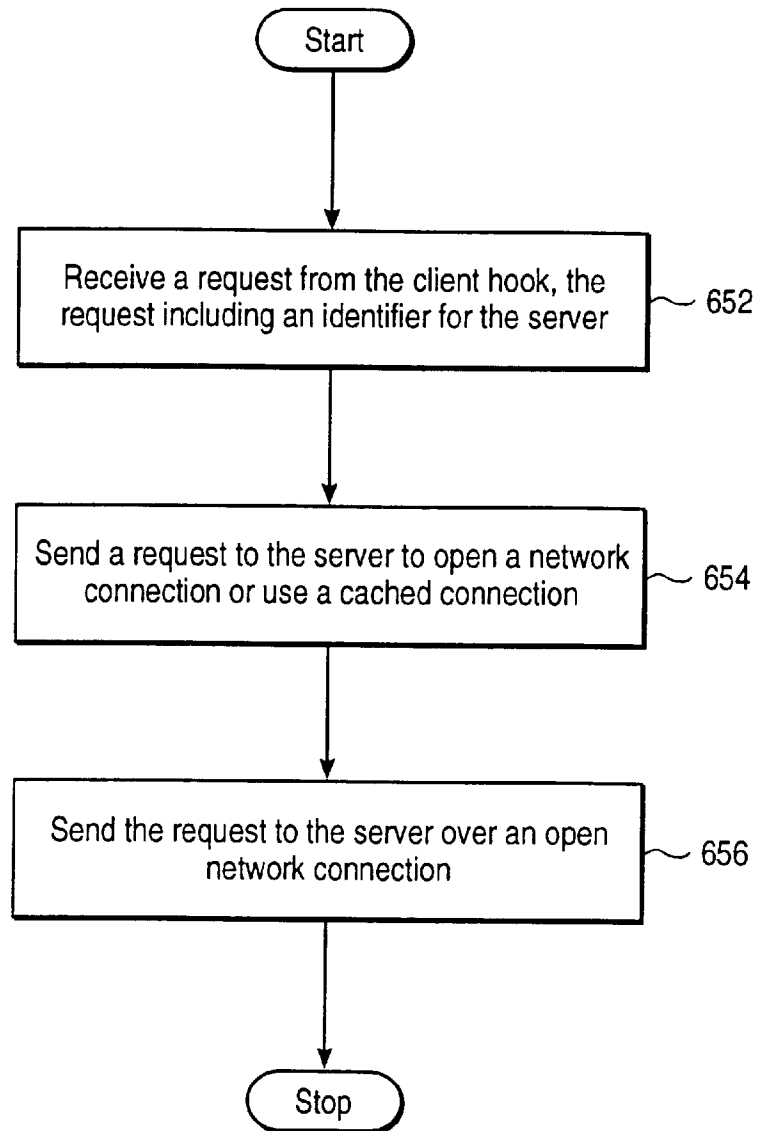 Start
Receive a request from the client hook, the
request including an identifier for the server
652
Send a request to the server to open a network
connection or use a cached connection
654
Send the request to the server over an open
network connection
656
Stop